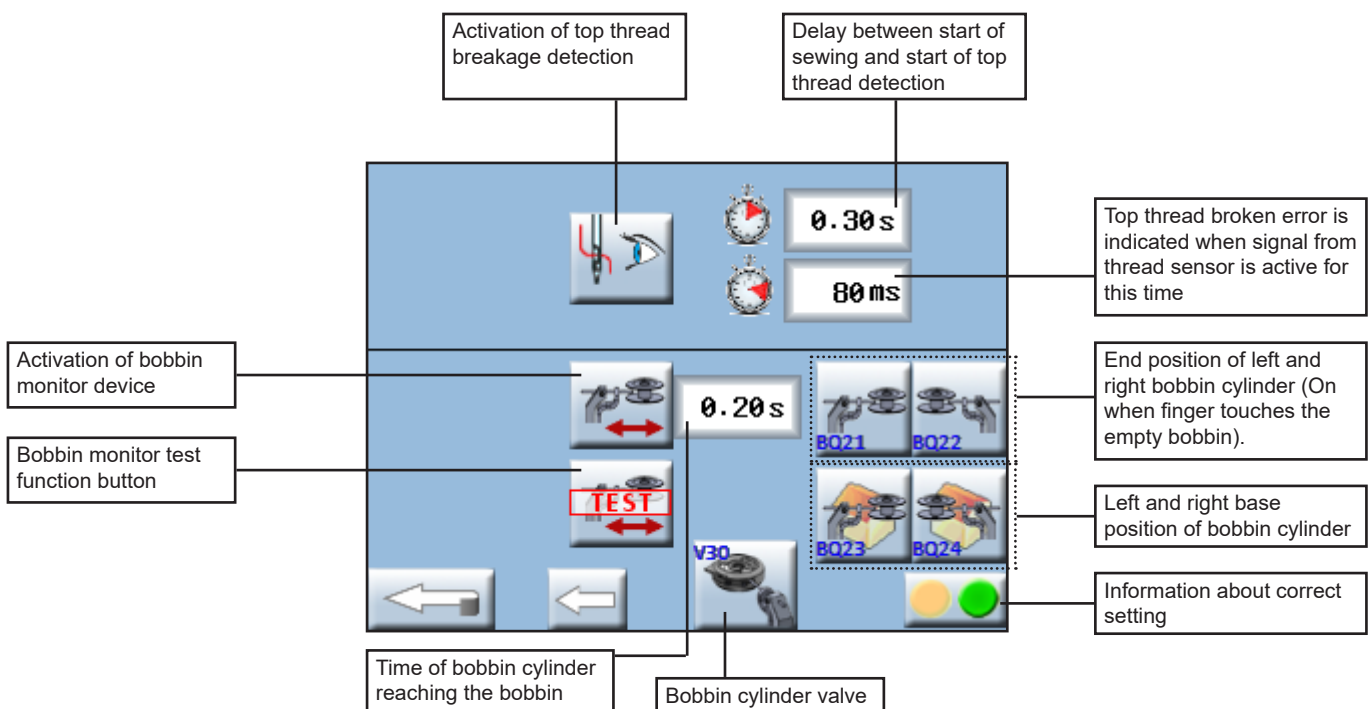 Activation of top thread
breakage detection
Delay between start of
sewing and start of top
thread detection
0.30s
80ms
Top thread broken error is
indicated when signal from
thread sensor is active for
this time
Activation of bobbin
monitor device
0.20s
BQ21
BQ22
End position of left and
right bobbin cylinder (On
when finger touches the
empty bobbin).
Bobbin monitor test
function button
TEST
BQ23
BQ24
Left and right base
position of bobbin cylinder
V30
Information about correct
setting
Time of bobbin cylinder
reaching the bobbin
Bobbin cylinder valve